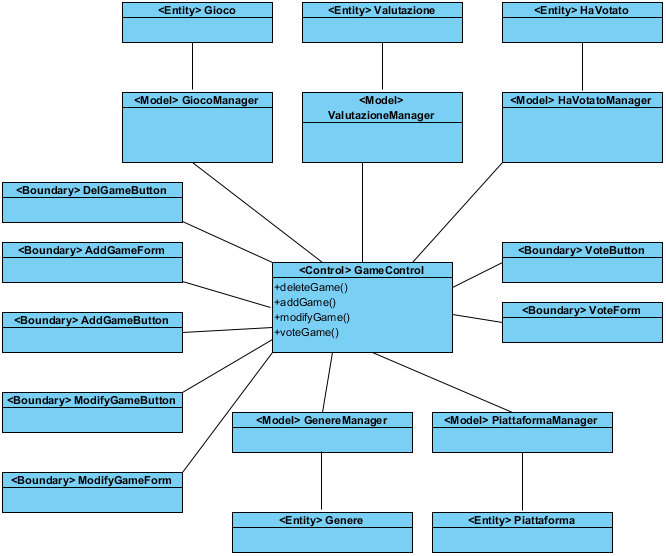 <Entity> Gioco
<Entity> Valutazione
<Entity> HaVotato
<Model> GiocoManager
<Model>
ValutazioneManager
<Model> HaVotatoManager
<Boundary> DelGameButton
<Boundary> AddGameForm
<Boundary> AddGameButton
<Boundary> ModifyGameButton
<Boundary> ModifyGameForm
<Control> GameControl
+deleteGame()
+addGame()
+modifyGame()
+voteGame()
<Boundary> VoteButton
<Boundary> VoteForm
<Model> GenereManager
<Model> PiattaformaManager
<Entity> Genere
<Entity> Piattaforma